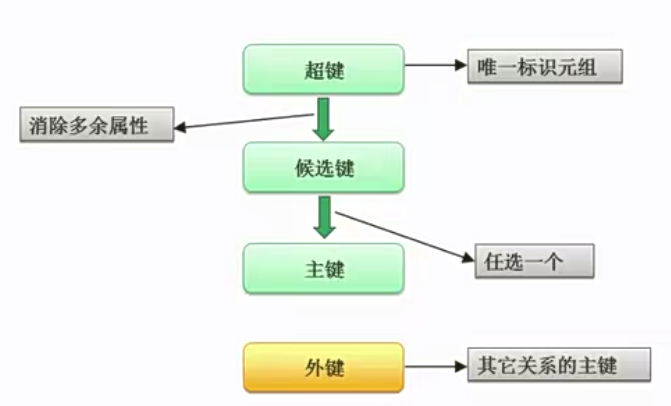 超键
唯一标识元组
消除多余属性
候选键
主键
任选一个
外键
其它关系的主键